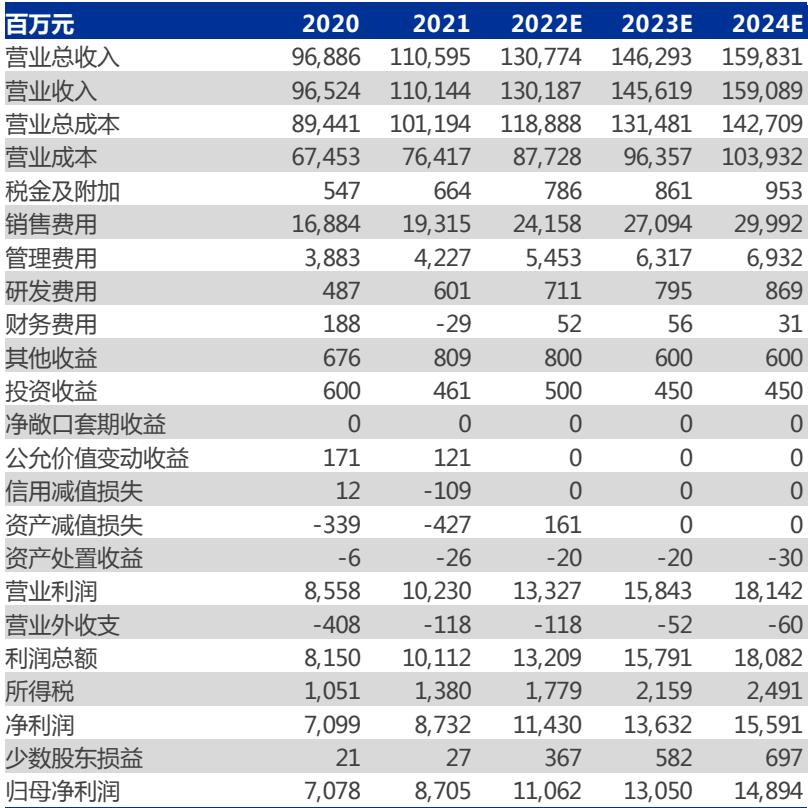 百万元 2020 2021 2022E 2023E 2024E
营业总收入 96,886 110,595 130,774 146,293 159,831
营业收入 96,524 110,144 130,187 145,619 159,089
营业总成本 89,441 101,194 118,888 131,481 142,709
营业成本 67,453 76,417 87,728 96,357 103,932
税金及附加 547 664 786 861 953
销售费用 16,884 19,315 24,158 27,094 29,992
管理费用 3,883 4,227 5,453 6,317 6,932
研发费用 487 601 711 795 869
财务费用 188 -29 52 56 31
其他收益 676 809 800 600 600
投资收益 600 461 500 450 450
净敞口套期收益 0 0 0 0 0
公允价值变动收益 171 121 0 0 0
信用减值损失 12 -109 0 0 0
资产减值损失 -339 -427 161 0 0
资产处置收益 -6 -26 -20 -20 -30
营业利润 8,558 10,230 13,327 15,843 18,142
营业外收支 -408 -118 -118 -52 -60
利润总额 8,150 10,112 13,209 15,791 18,082
所得税 1,051 1,380 1,779 2,159 2,491
净利润 7,099 8,732 11,430 13,632 15,591
少数股东损益 21 27 367 582 697
归母净利润 7,078 8,705 11,062 13,050 14,894